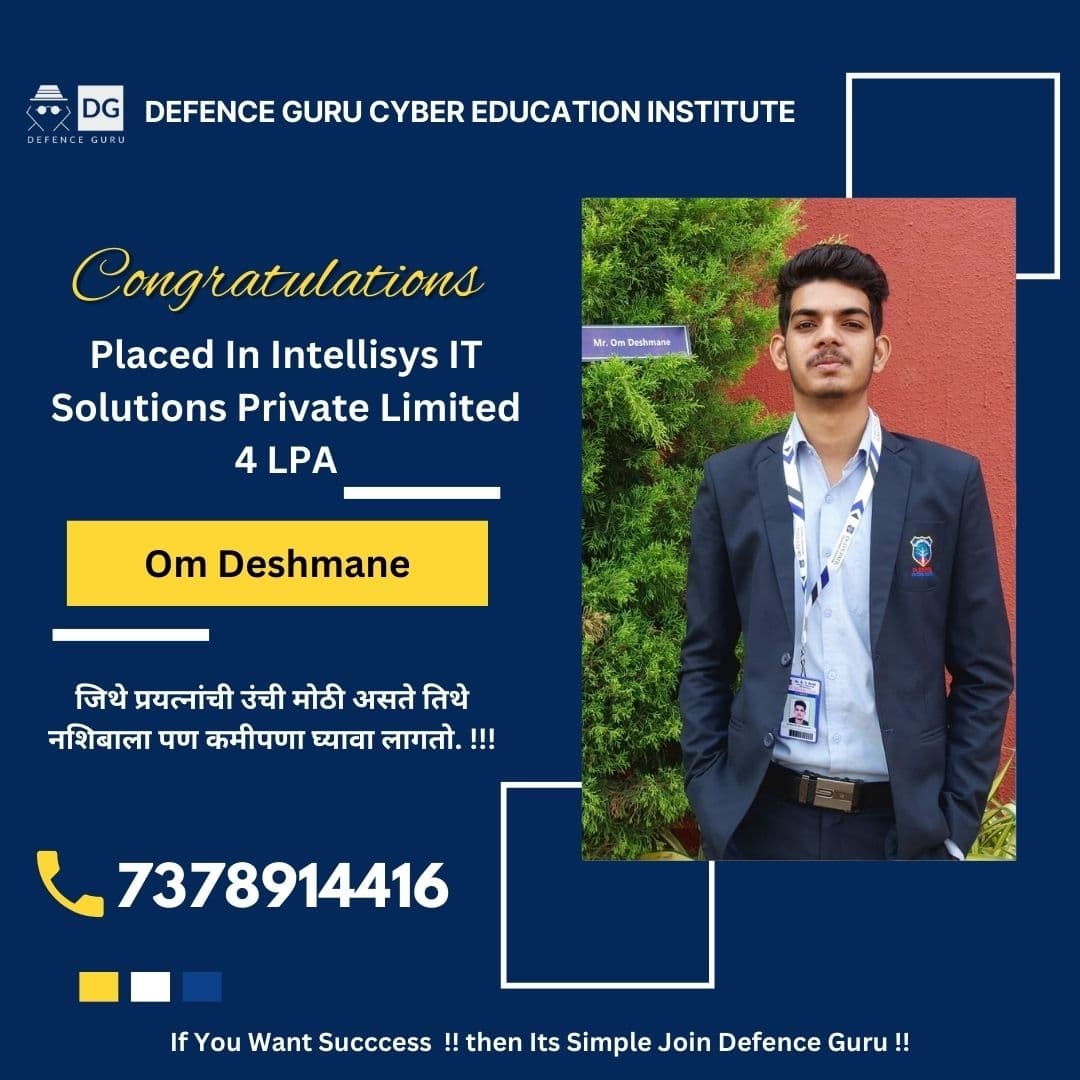 DG
DEFENCE GURU
DEFENCE GURU CYBER EDUCATION INSTITUTE
Congratulations
Placed In Intellisys IT
Solutions Private Limited
4 LPA
Mr. Om Deshmane
Om Deshmane
जिथे प्रयत्नांची उंची मोठी असते तिथे
नशिबाला पण कमीपणा घ्यावा लागतो. !!!
7378914416
If You Want Succcess !! then Its Simple Join Defence Guru !!